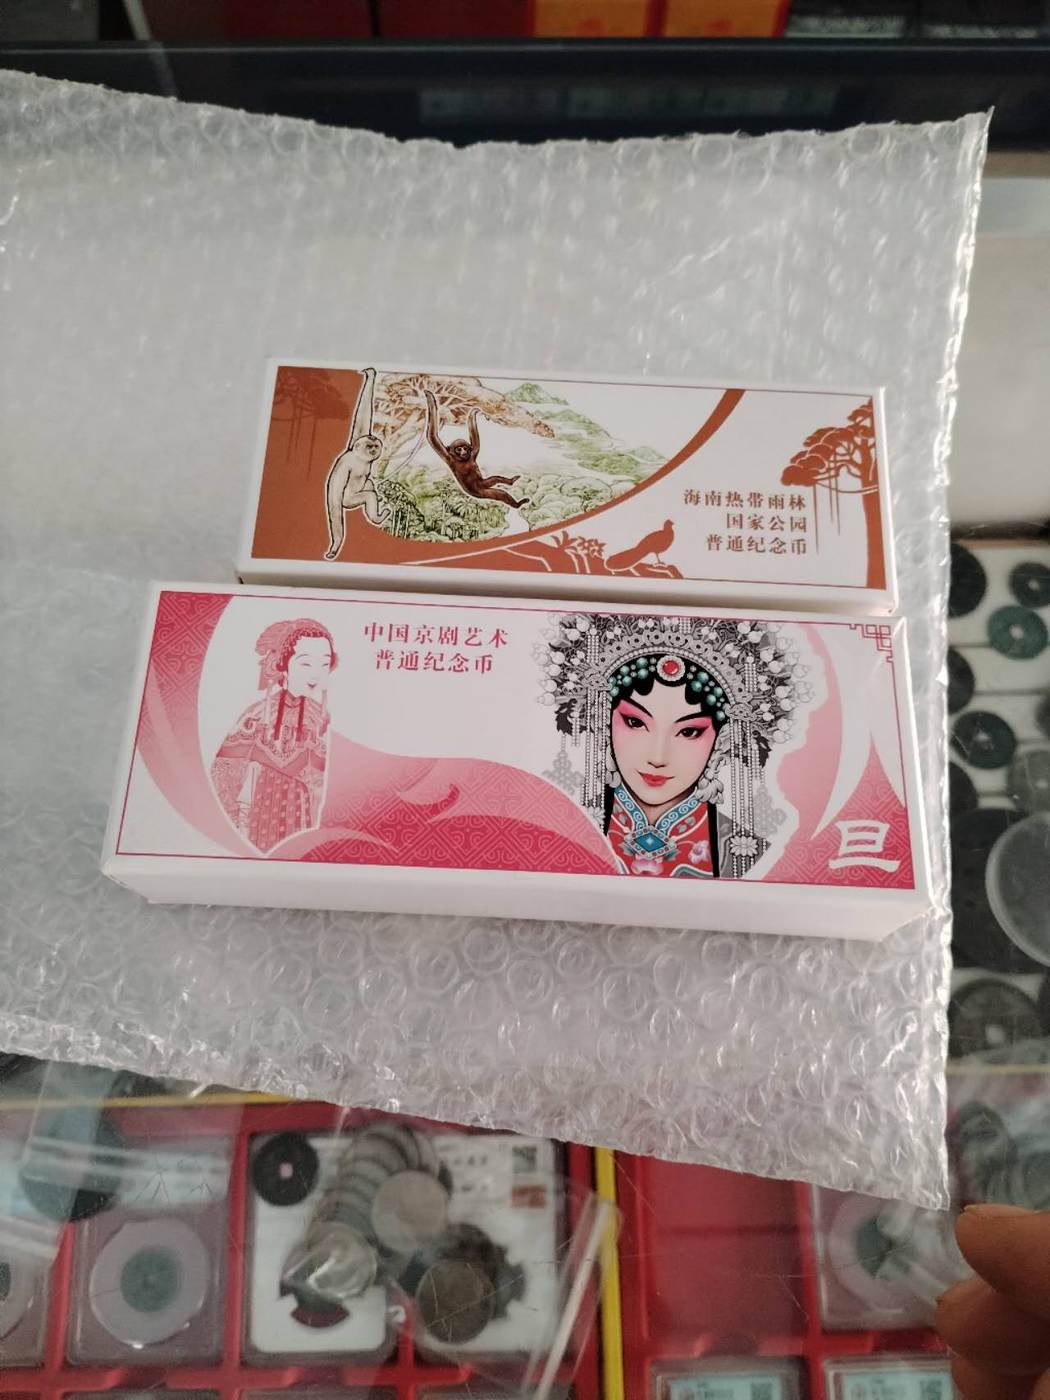 海南热带雨林
国家公园
普通纪念币
中国京剧艺术
普通纪念币
旦